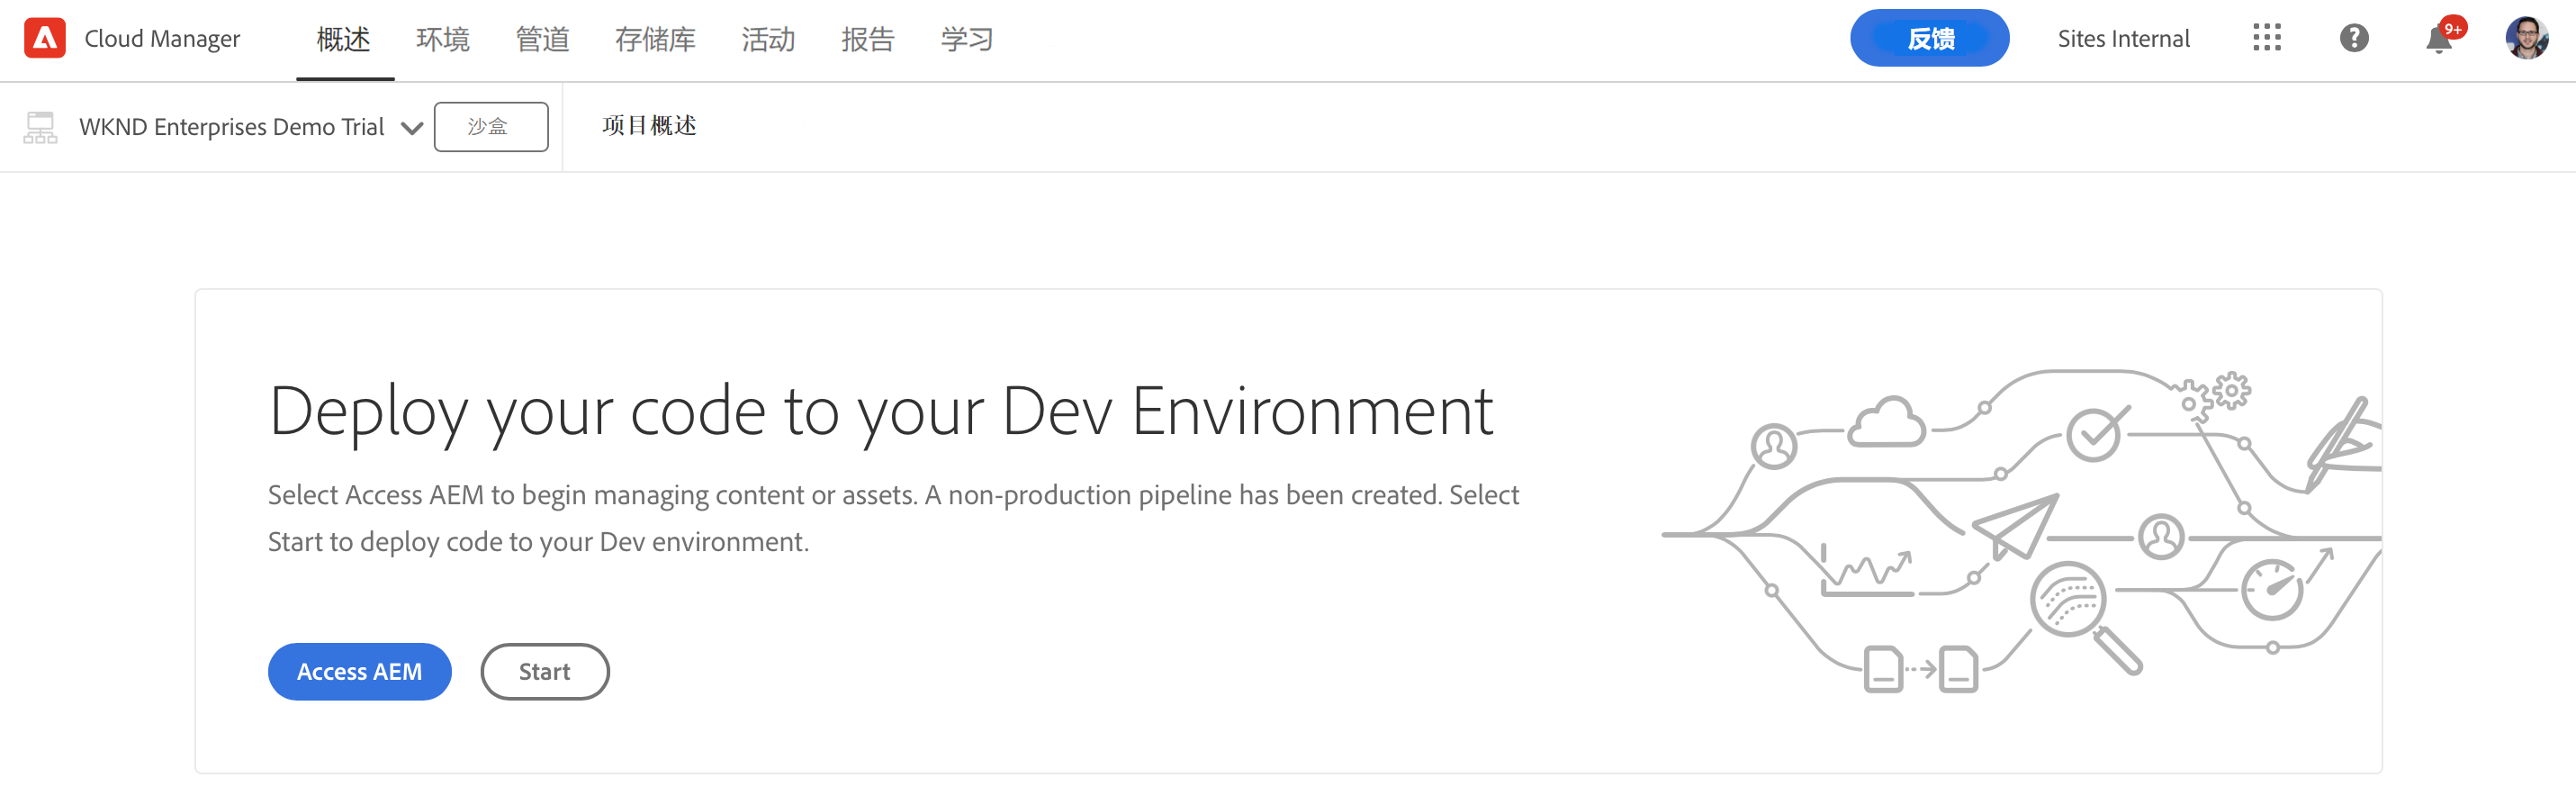 Cloud Manager 概述 环境 管道 存储库 活动 报告 学习 反馈 Sites Internal 9+
WKND Enterprises Demo Trial 沙盒 项目概述
Deploy your code to your Dev Environment
Select Access AEM to begin managing content or assets. A non-production pipeline has been created. Select
Start to deploy code to your Dev environment.
Access AEM Start